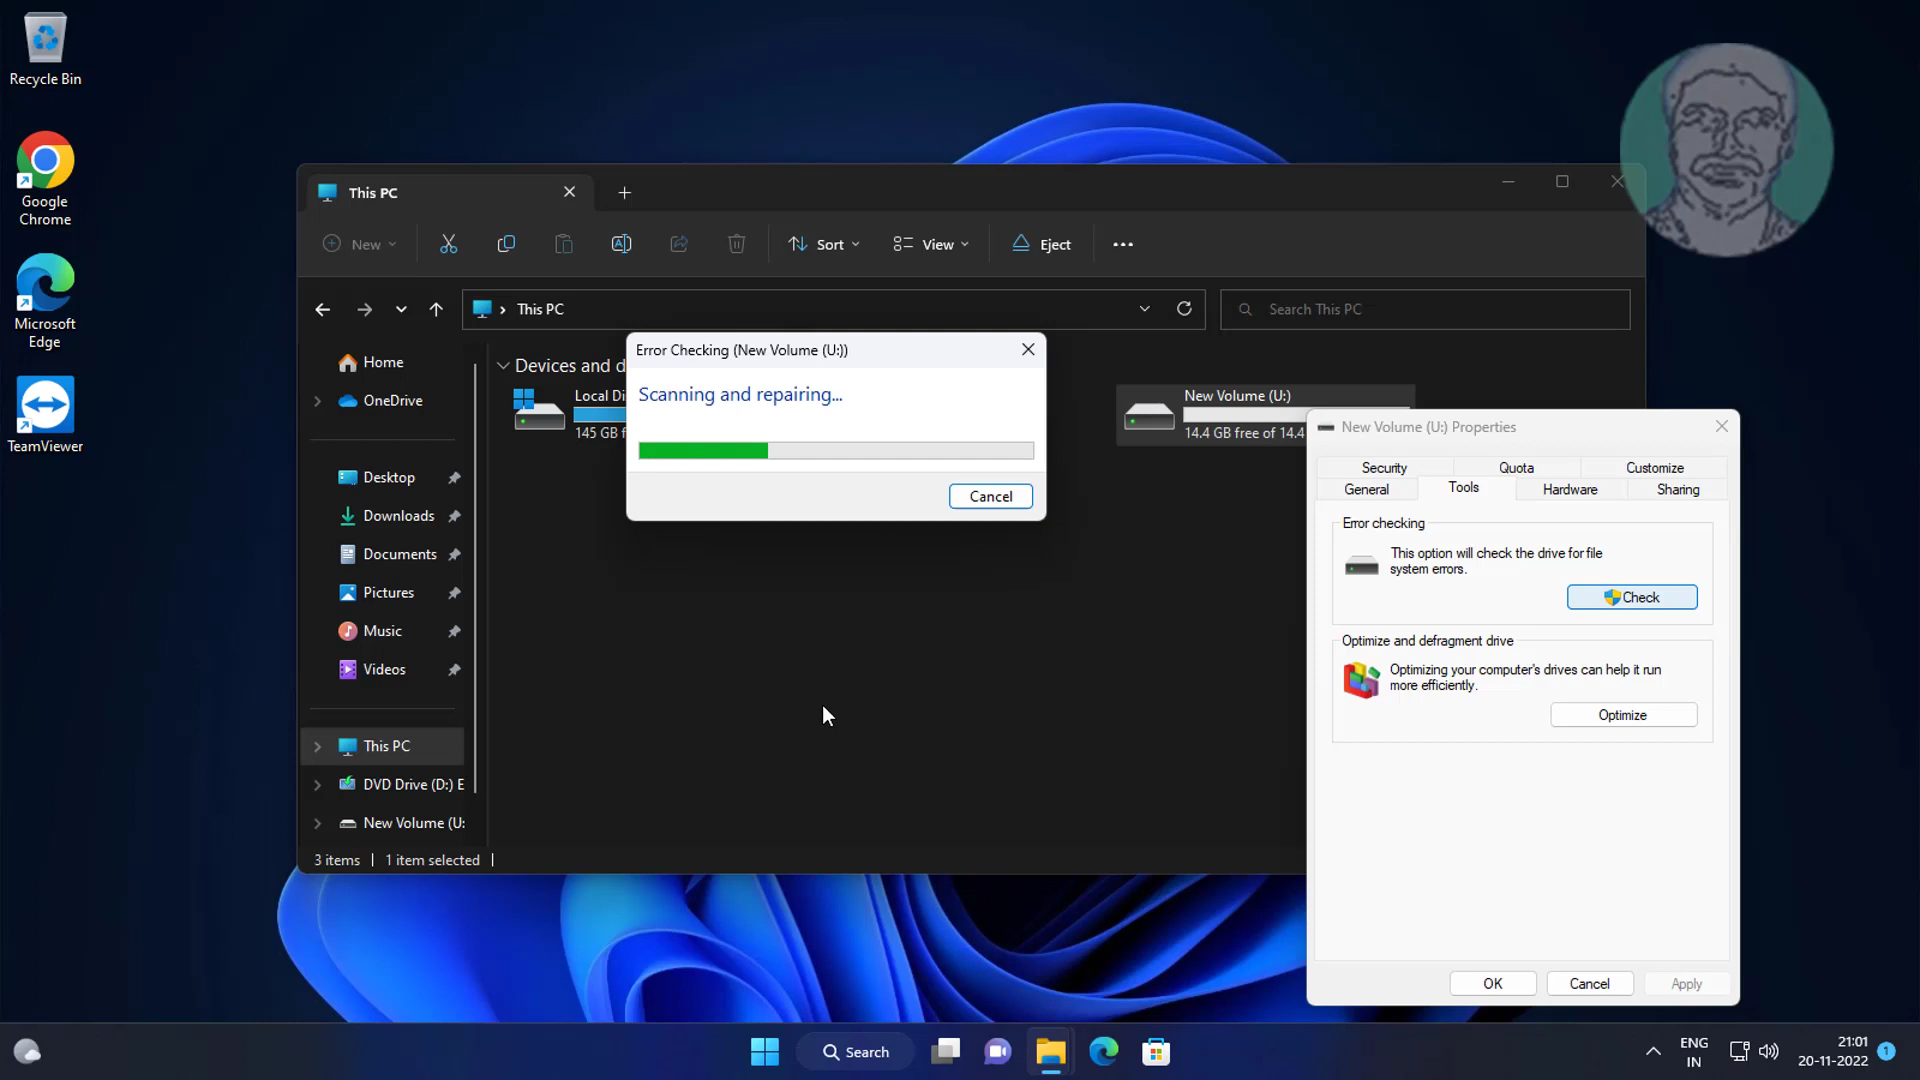 Recycle Bin
Google
Chrome
Microsoft
Edge
TeamViewer
This PC
New
Sort
View
Eject
This PC
Search This PC
Home
OneDrive
Desktop
Downloads
Documents
Pictures
Music
Videos
This PC
DVD Drive (D:) E
New Volume (U:
Devices and d
Local Di
145 GB f
New Volume (U:)
14.4 GB free of 14.4
3 items
1 item selected
Error Checking (New Volume (U:))
Scanning and repairing...
Cancel
New Volume (U:) Properties
Security Quota Customize
General Tools Hardware Sharing
Error checking
This option will check the drive for file
system errors.
Check
Optimize and defragment drive
Optimizing your computer's drives can help it run
more efficiently.
Optimize
OK Cancel Apply
Search
ENG
IN
21:01
20-11-2022
1